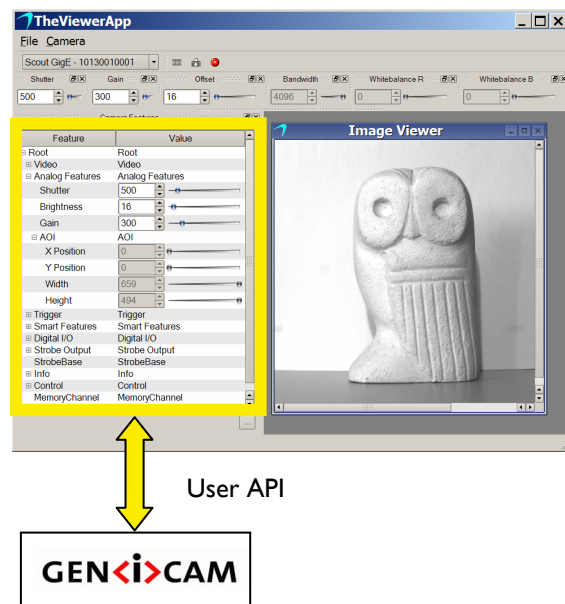 TheViewerApp
File Camera
Scout GigE - 10130010001
Shutter Gain Offset Bandwidth Whitebalance R Whitebalance B
500 300 16 4096 0 0
Feature Value
Root Root
Video Video
Analog Features Analog Features
Shutter 500
Brightness 16
Gain 300
AOI AOI
X Position 0
Y Position 0
Width 659
Height 494
Trigger Trigger
Smart Features Smart Features
Digital I/O Digital I/O
Strobe Output Strobe Output
StrobeBase StrobeBase
Info Info
Control Control
MemoryChannel MemoryChannel
...
Image Viewer
User API
GEN<i>CAM